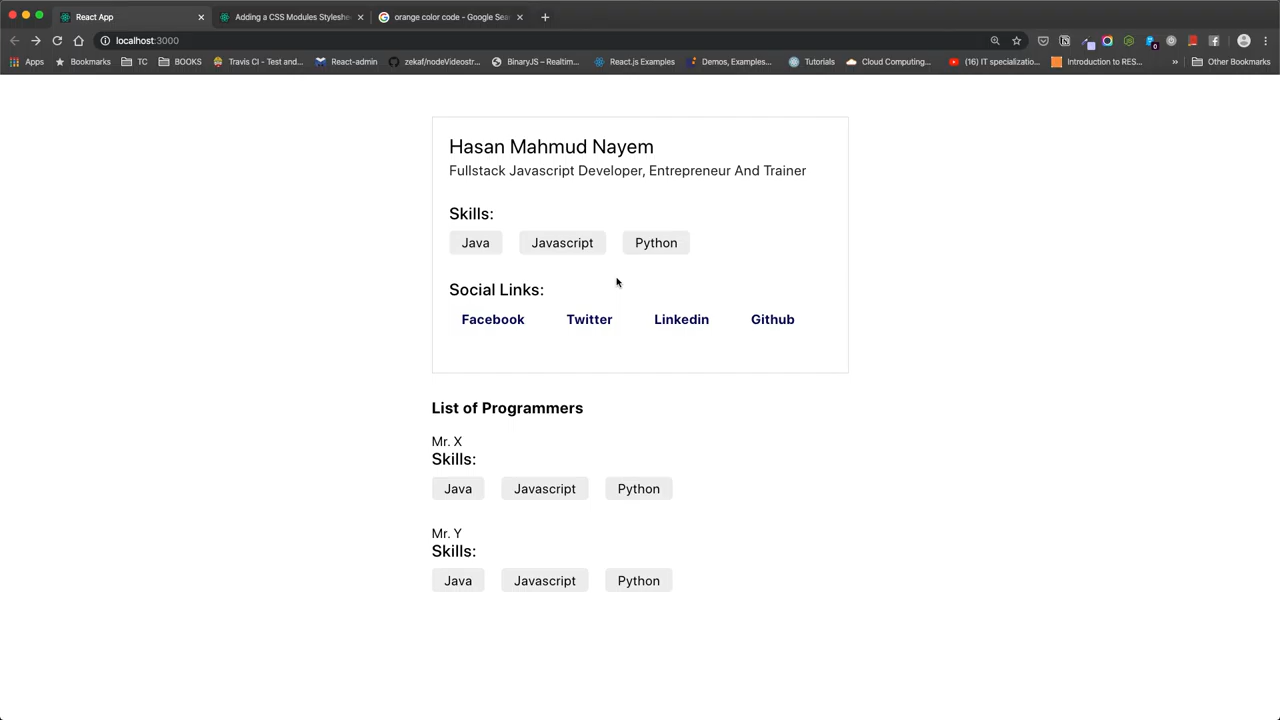 React App
Adding a CSS Modules Styleshe
orange color code - Google Sea
localhost:3000
Apps
Bookmarks
TC
BOOKS
Travis Ci - Test and...
React-admin
zekaf/nodeVideostr...
BinaryJS – Realtim...
React.js Examples
Demos, Examples...
Tutorials
Cloud Computing...
(16) IT specializatio...
Introduction to RES...
»
Other Bookmarks
0
Hasan Mahmud Nayem
Fullstack Javascript Developer, Entrepreneur And Trainer
Skills:
Java Javascript Python
Social Links:
Facebook Twitter Linkedin Github
List of Programmers
Mr. X
Skills:
Java Javascript Python
Mr. Y
Skills:
Java Javascript Python